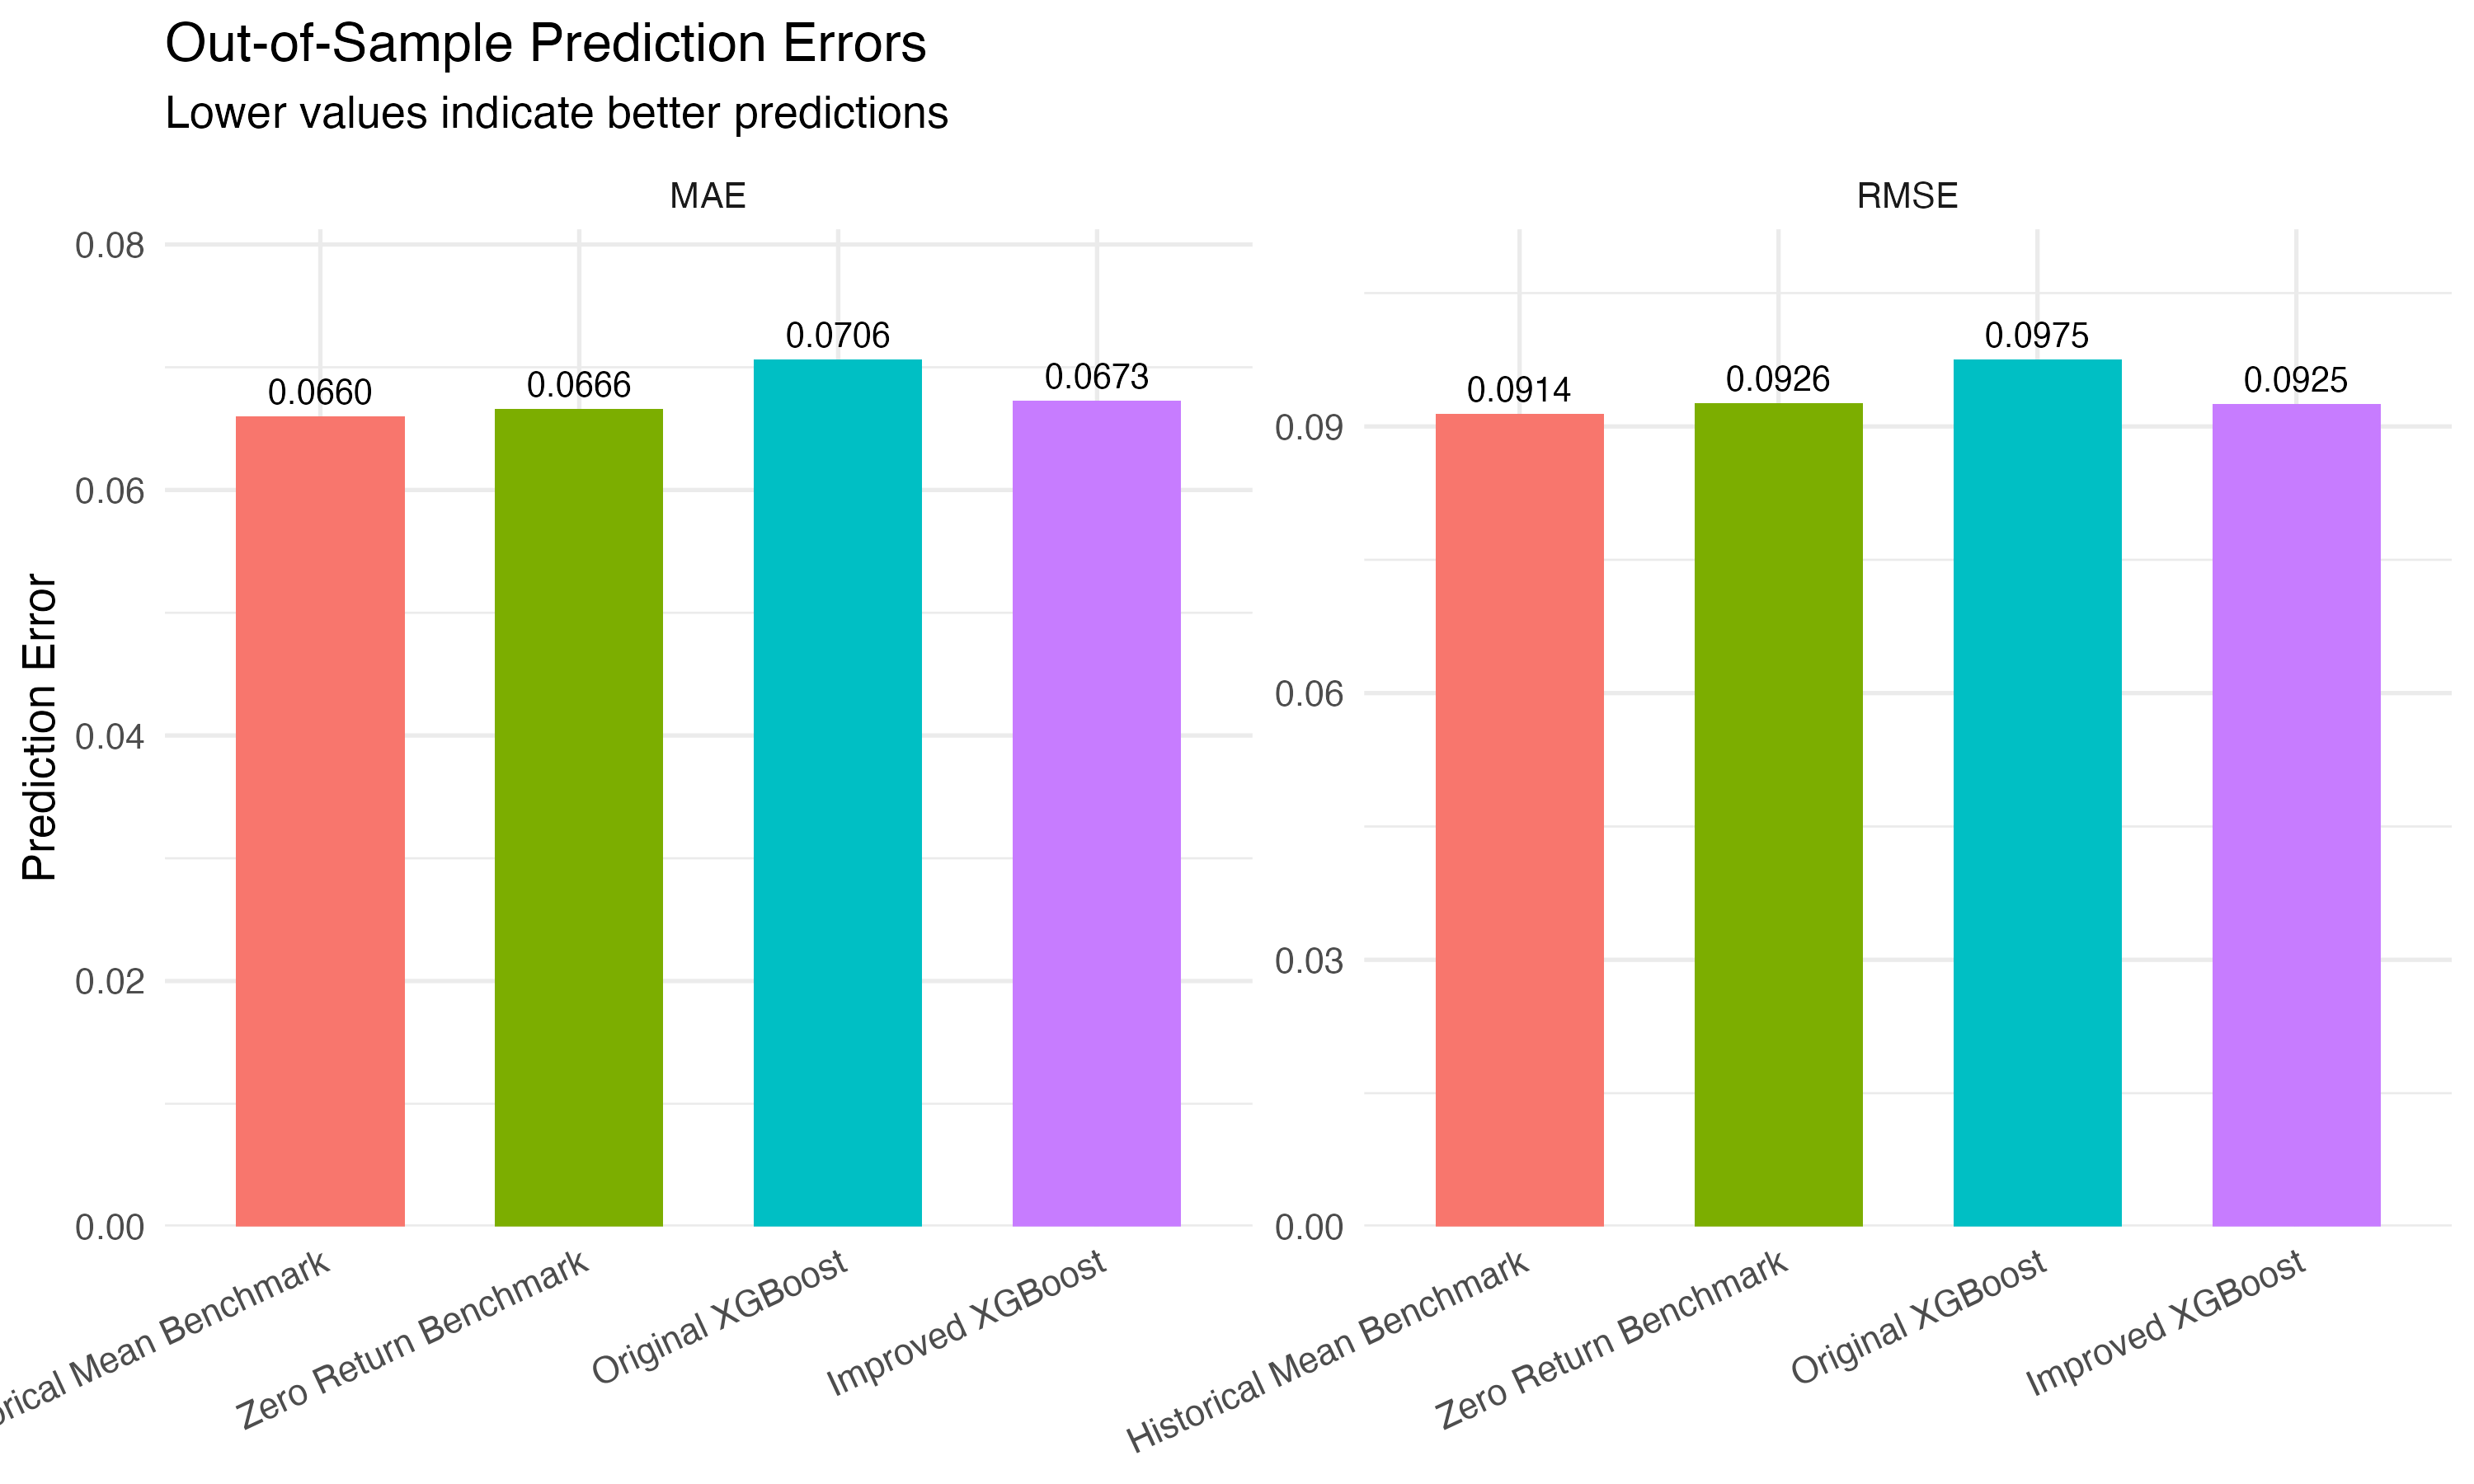 Out-of-Sample Prediction Errors
Lower values indicate better predictions
MAE
RMSE
Prediction Error
0.08
0.06
0.04
0.02
0.00
0.0660
0.0666
0.0706
0.0673
0.09
0.06
0.03
0.00
0.0914
0.0926
0.0975
0.0925
Mean Benchmark
Zero Return Benchmark
Original XGBoost
Improved XGBoost
Historical Mean Benchmark
Zero Return Benchmark
Original XGBoost
Improved XGBoost